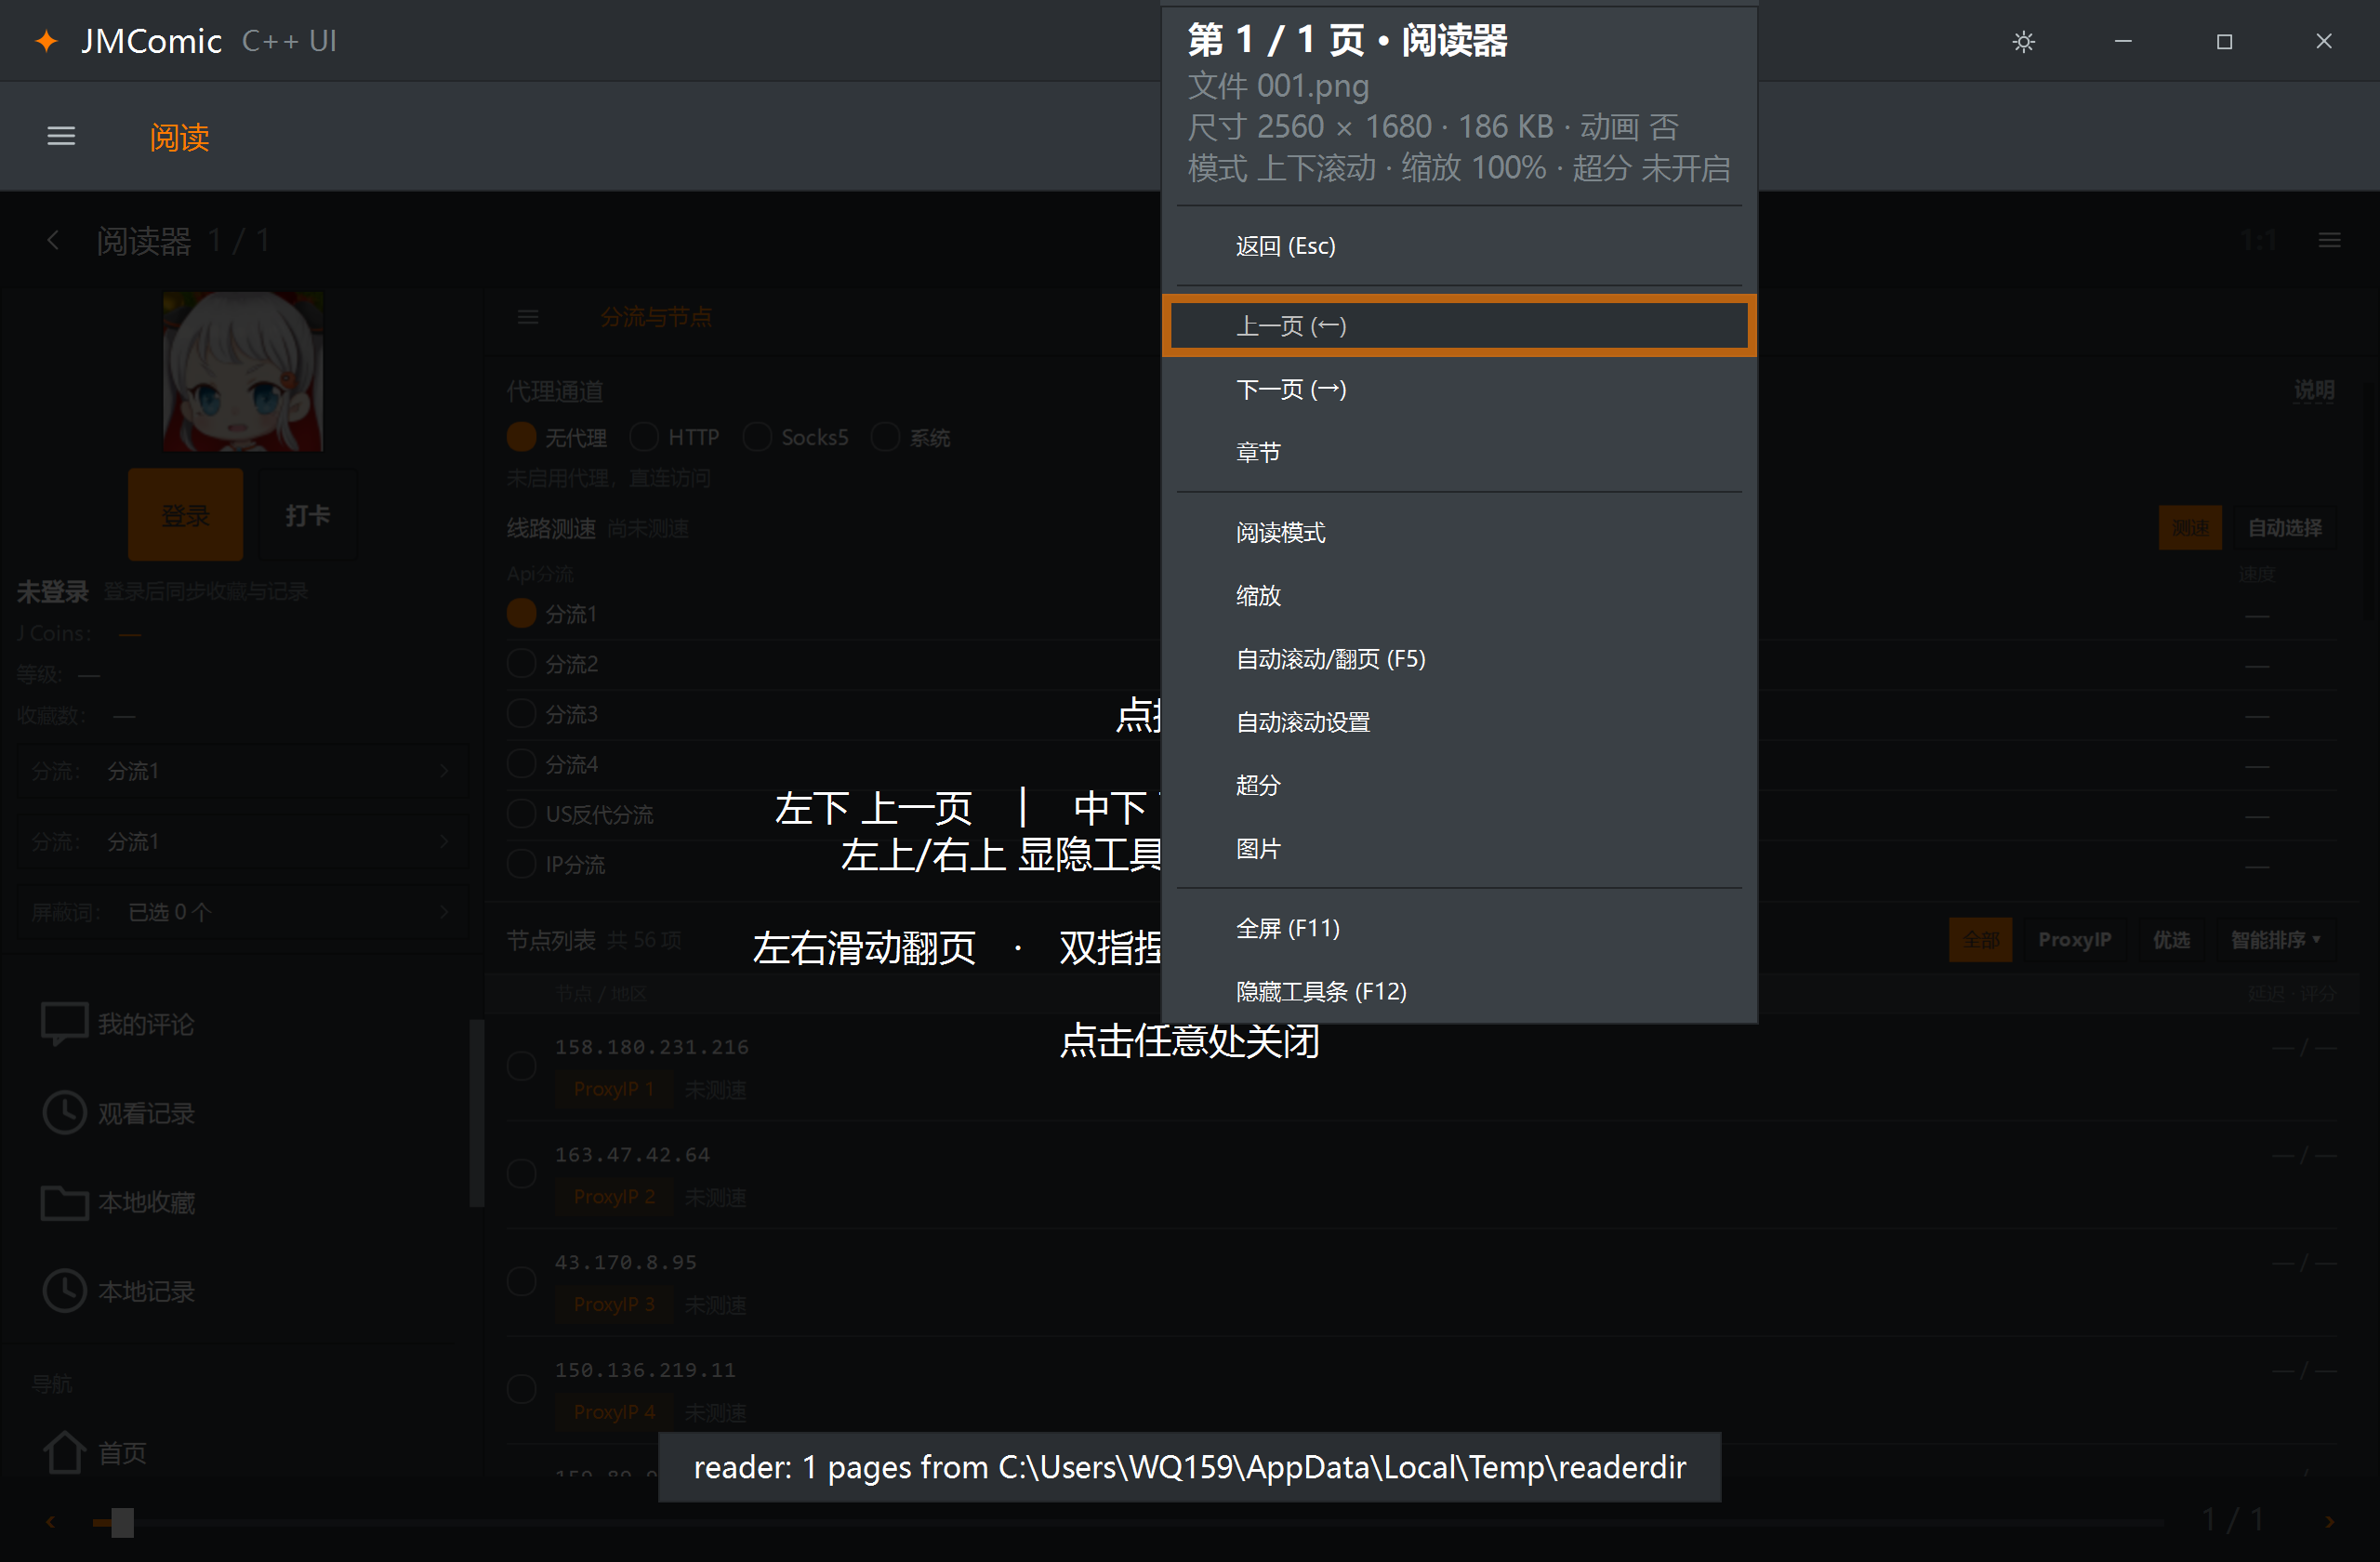 JMComic C++ UI
阅读
第 1 / 1 页 • 阅读器
文件 001.png
尺寸 2560 × 1680 · 186 KB · 动画 否
模式 上下滚动 · 缩放 100% · 超分 未开启
返回 (Esc)
上一页 (←)
下一页 (→)
章节
阅读模式
缩放
自动滚动/翻页 (F5)
自动滚动设置
超分
图片
全屏 (F11)
隐藏工具条 (F12)
阅读器 1 / 1
1:1
登录
打卡
未登录 登录后同步收藏与记录
J Coins: —
等级: —
收藏数: —
分流: 分流1
分流: 分流1
屏蔽词: 已选 0 个
我的评论
观看记录
本地收藏
本地记录
导航
首页
分流与节点
代理通道
说明
无代理 HTTP Socks5 系统
未启用代理，直连访问
线路测速 尚未测速
测速 自动选择
Api分流
速度
分流1 —
分流2 —
分流3 —
分流4 —
US反代分流 —
IP分流 —
左下 上一页 | 中下
左上/右上 显隐工具
左右滑动翻页 · 双指捏
点击任意处关闭
节点列表 共 56 项
全部 ProxyIP 优选 智能排序 ▾
节点 / 地区
延迟 · 评分
158.180.231.216
— / —
ProxyIP 1 未测速
163.47.42.64
— / —
ProxyIP 2 未测速
43.170.8.95
— / —
ProxyIP 3 未测速
150.136.219.11
— / —
ProxyIP 4 未测速
reader: 1 pages from C:\Users\WQ159\AppData\Local\Temp\readerdir
1 / 1